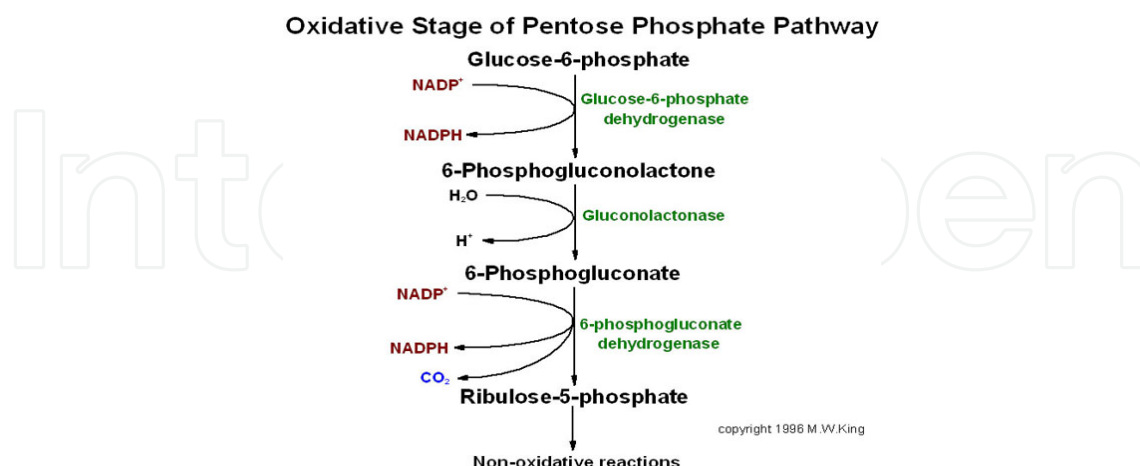 Oxidative Stage of Pentose Phosphate Pathway
Glucose-6-phosphate
NADP⁺
Glucose-6-phosphate
dehydrogenase
NADPH
6-Phosphogluconolactone
H₂O
Gluconolactonase
H⁺
6-Phosphogluconate
NADP⁺
6-phosphogluconate
dehydrogenase
NADPH
CO₂
Ribulose-5-phosphate
copyright 1996 M.W.King
Non-oxidative reactions